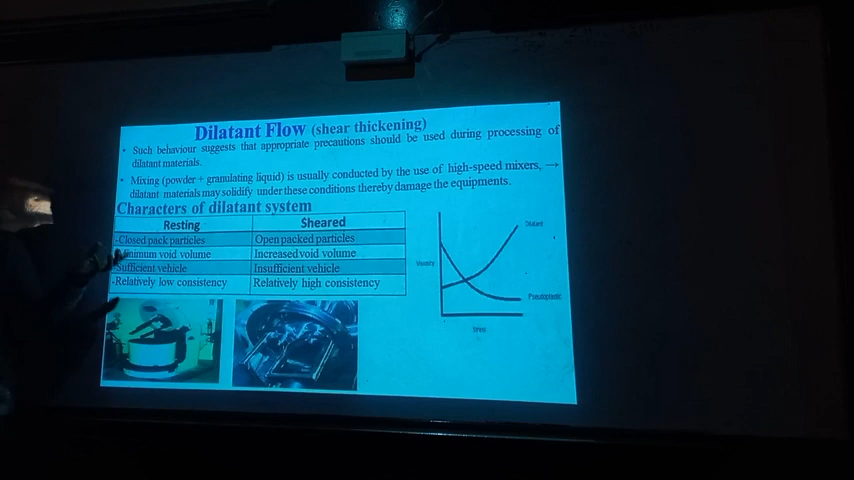 Dilatant Flow (shear thickening)
• Such behaviour suggests that appropriate precautions should be used during processing of
dilatant materials.
• Mixing (powder + granulating liquid) is usually conducted by the use of high-speed mixers, →
dilatant materials may solidify under these conditions thereby damage the equipments.
Characters of dilatant system
Resting Sheared
-Closed pack particles Open packed particles
Minimum void volume Increased void volume
Sufficient vehicle Insufficient vehicle
-Relatively low consistency Relatively high consistency
Dilatant
Viscosity
Pseudoplastic
Stress